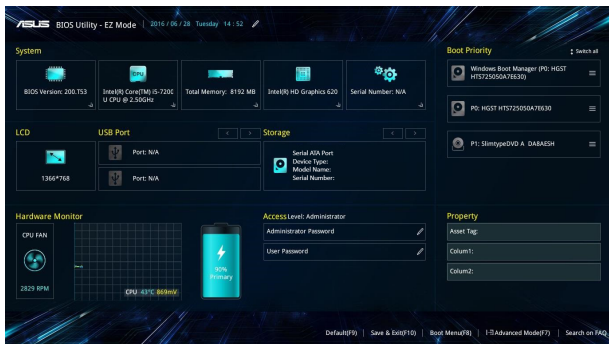 ASUS BIOS Utility - EZ Mode 2016 / 06 / 28 Tuesday 14 : 52
System
BIOS Version: 200.T53
CPU
Intel(R) Core(TM) i5-7200
U CPU @ 2.50GHz
Total Memory: 8192 MB
Intel(R) HD Graphics 620
Serial Number: N/A
Boot Priority
Switch all
Windows Boot Manager (P0: HGST
HTS725050A7E630)
P0: HGST HTS725050A7E630
P1: SlimtypeDVD A DA8AESH
LCD
1366*768
USB Port
Port: N/A
Port: N/A
Storage
Serial ATA Port
Device Type:
Model Name:
Serial Number:
Hardware Monitor
CPU FAN
2829 RPM
CPU 43°C 869mV
90%
Primary
Access Level: Administrator
Administrator Password
User Password
Property
Asset Tag:
Colum1:
Colum2:
Default(F9) Save & Exit(F10) Boot Menu(F8) Advanced Mode(F7) Search on FAQ